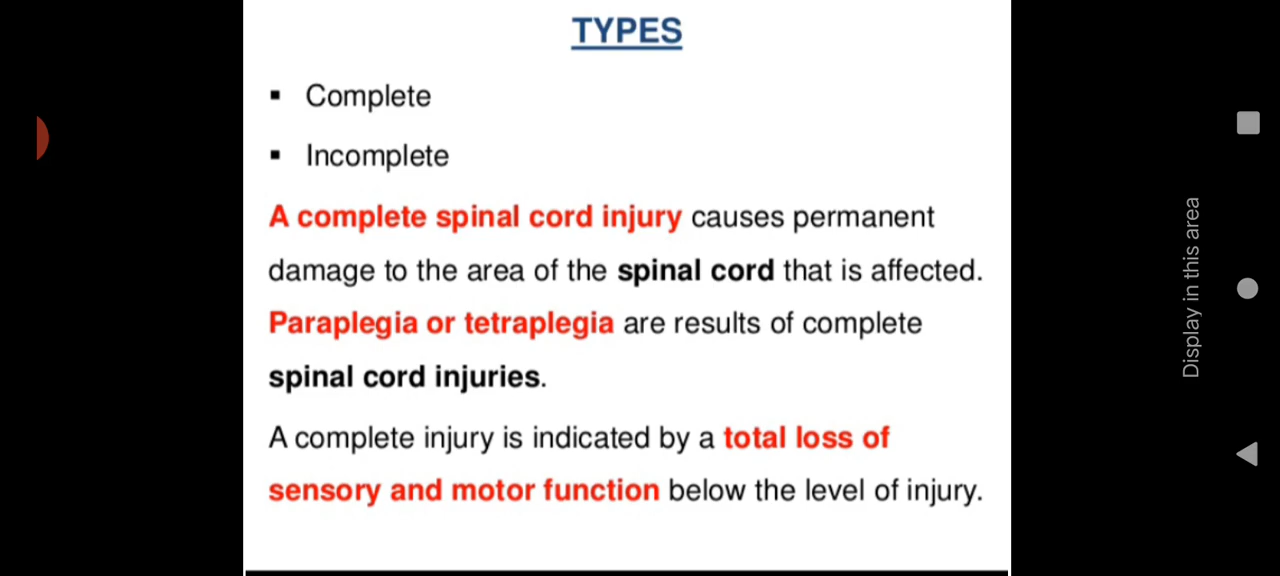 TYPES
▪ Complete
▪ Incomplete
A complete spinal cord injury causes permanent
damage to the area of the spinal cord that is affected.
Paraplegia or tetraplegia are results of complete
spinal cord injuries.
A complete injury is indicated by a total loss of
sensory and motor function below the level of injury.
Display in this area